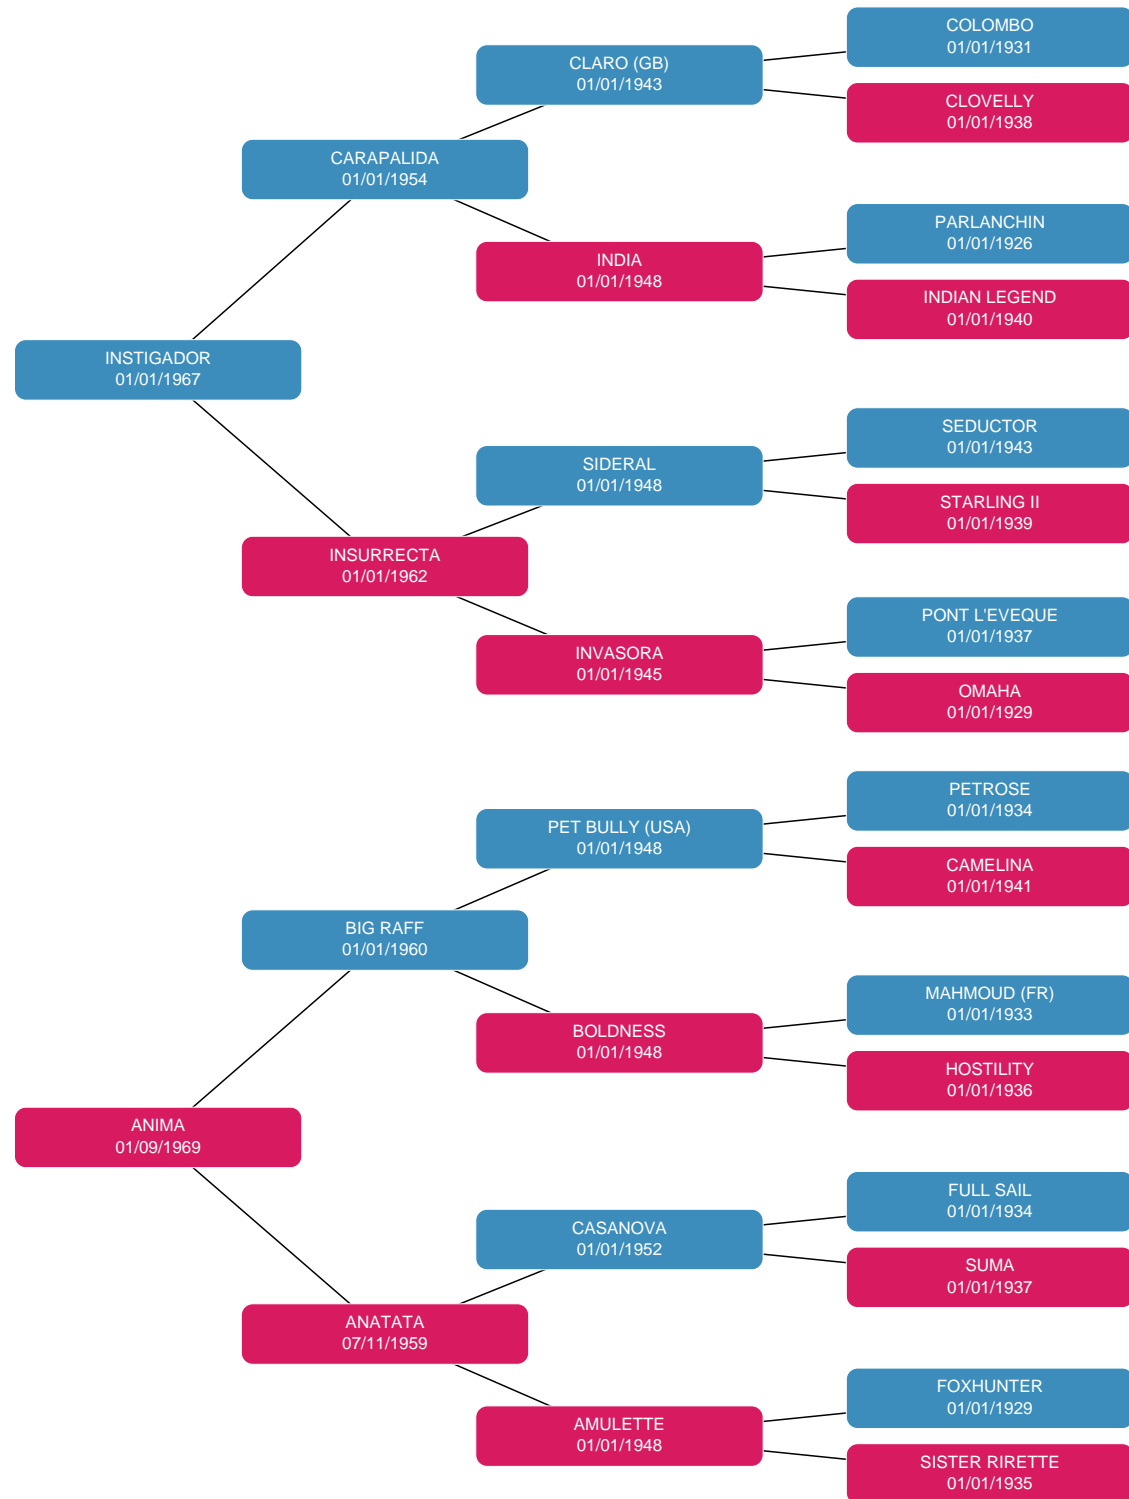 COLOMBO
01/01/1931
CLARO (GB)
01/01/1943
CLOVELLY
01/01/1938
CARAPALIDA
01/01/1954
PARLANCHIN
01/01/1926
INDIA
01/01/1948
INDIAN LEGEND
01/01/1940
INSTIGADOR
01/01/1967
SEDUCTOR
01/01/1943
SIDERAL
01/01/1948
STARLING II
01/01/1939
INSURRECTA
01/01/1962
PONT L'EVEQUE
01/01/1937
INVASORA
01/01/1945
OMAHA
01/01/1929
PETROSE
01/01/1934
PET BULLY (USA)
01/01/1948
CAMELINA
01/01/1941
BIG RAFF
01/01/1960
MAHMOUD (FR)
01/01/1933
BOLDNESS
01/01/1948
HOSTILITY
01/01/1936
ANIMA
01/09/1969
FULL SAIL
01/01/1934
CASANOVA
01/01/1952
SUMA
01/01/1937
ANATATA
07/11/1959
FOXHUNTER
01/01/1929
AMULETTE
01/01/1948
SISTER RIRETTE
01/01/1935